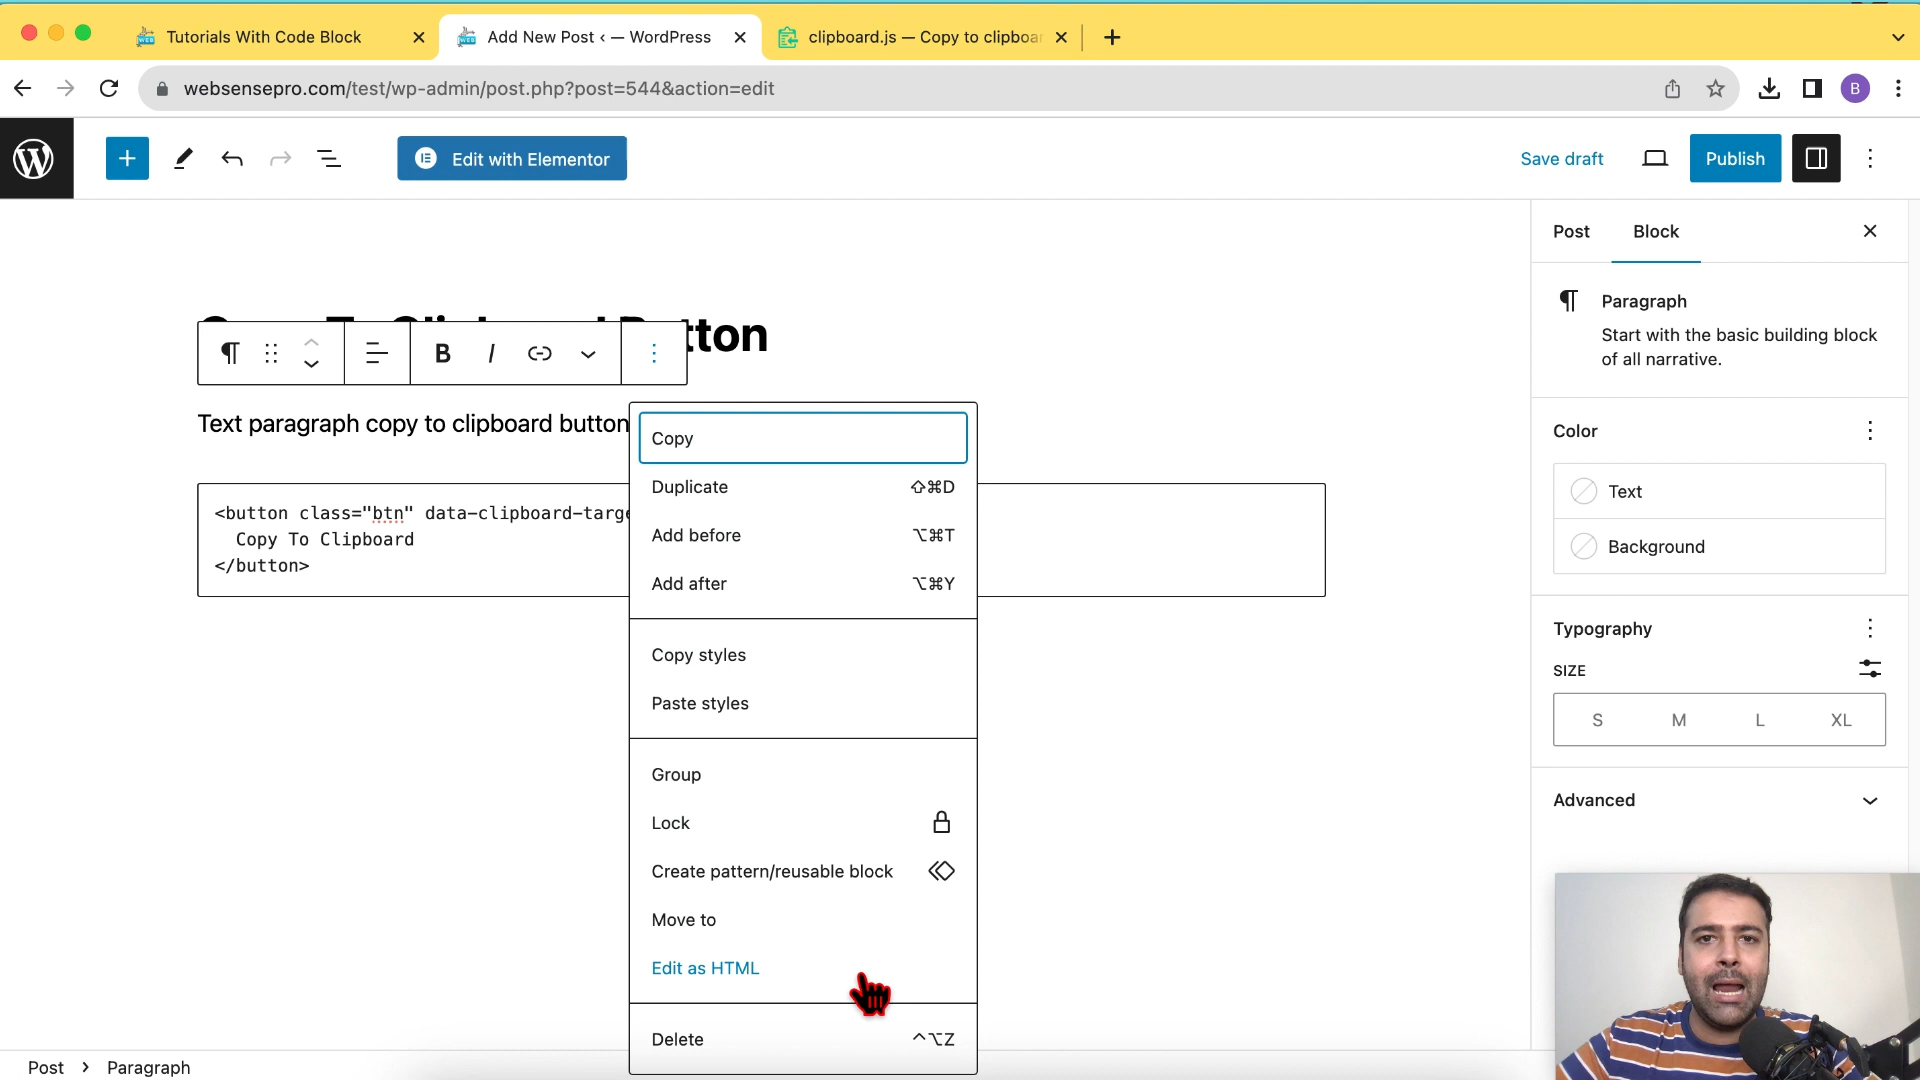 Tutorials With Code Block
Add New Post ‹ — WordPress
clipboard.js — Copy to clipboar
websensepro.com/test/wp-admin/post.php?post=544&action=edit
B
Edit with Elementor
Save draft
Publish
Post
Block
Paragraph
Start with the basic building block
of all narrative.
tton
B I
Text paragraph copy to clipboard button
<button class="btn" data-clipboard-targe
Copy To Clipboard
</button>
Copy
Duplicate ⇧⌘D
Add before ⌥⌘T
Add after ⌥⌘Y
Copy styles
Paste styles
Group
Lock
Create pattern/reusable block
Move to
Edit as HTML
Delete ^⌥Z
Color
Text
Background
Typography
SIZE
S M L XL
Advanced
Post › Paragraph